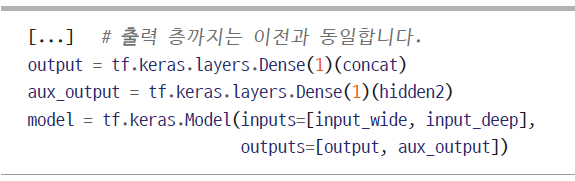 [...]  # 출력 층까지는 이전과 동일합니다.
output = tf.keras.layers.Dense(1)(concat)
aux_output = tf.keras.layers.Dense(1)(hidden2)
model = tf.keras.Model(inputs=[input_wide, input_deep],
                       outputs=[output, aux_output])